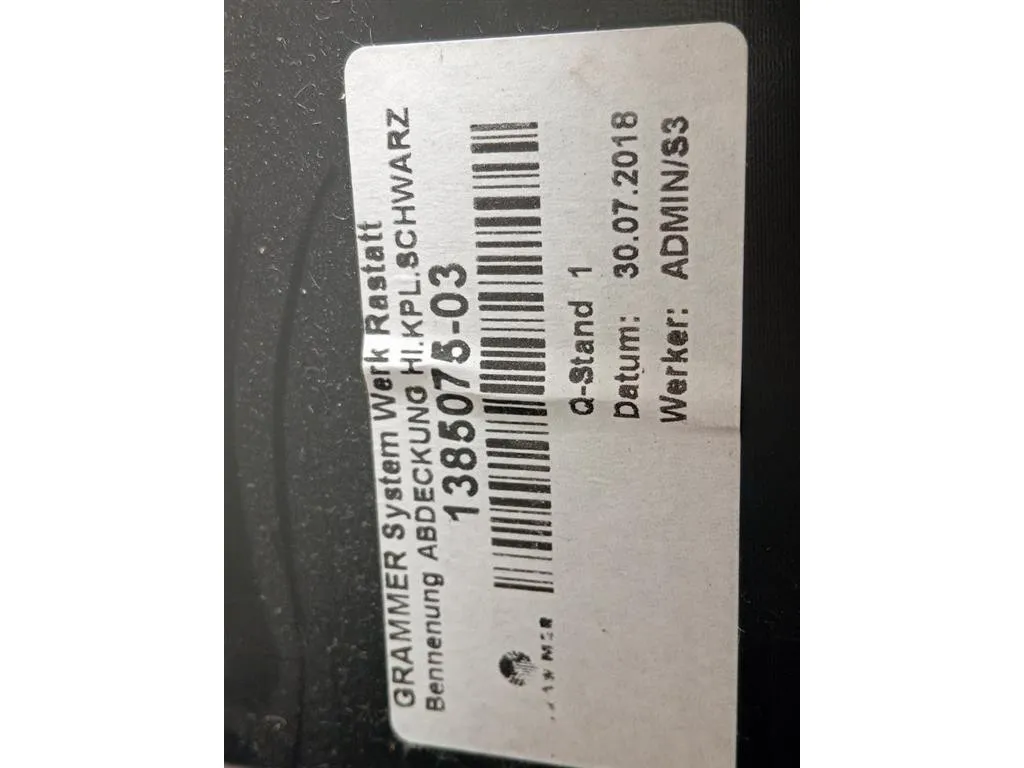 GRAMMER System Werk Rastatt
Bennenung ABDECKUNG HI.KPL.SCHWARZ
1385075-03
Q-Stand 1
Datum: 30.07.2018
Werker: ADMIN/S3